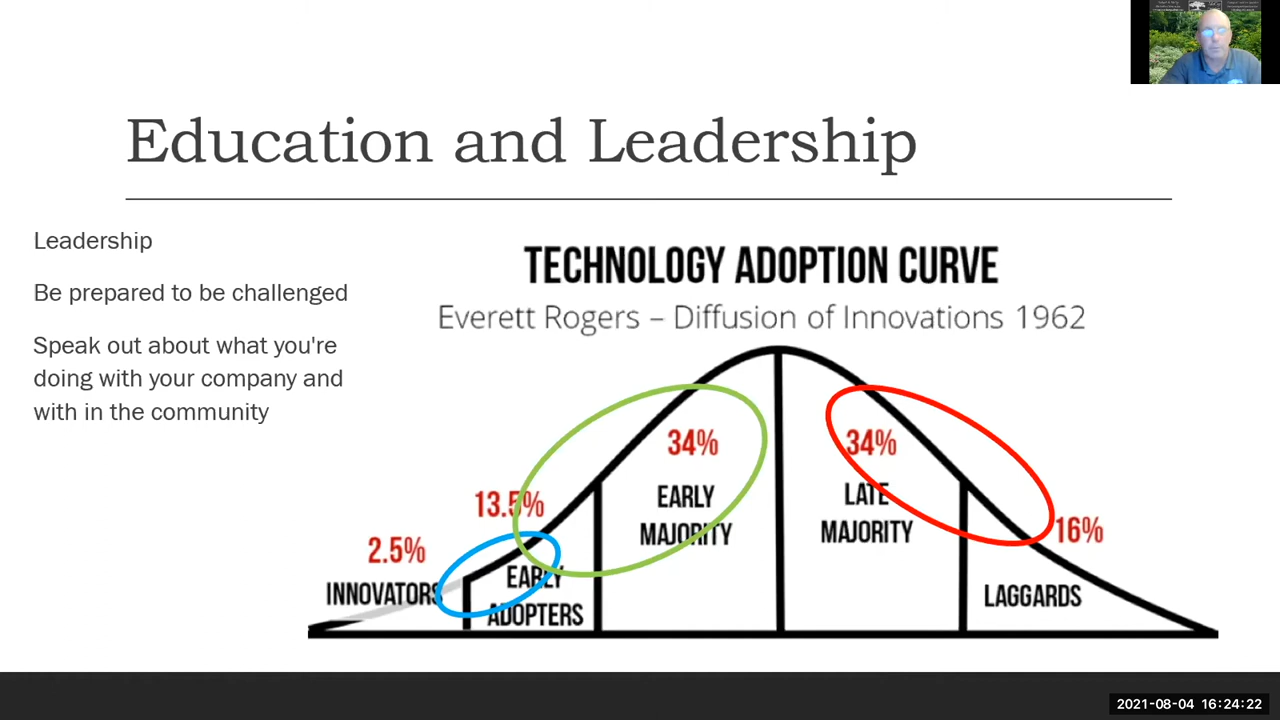 Education and Leadership
Leadership
Be prepared to be challenged
Speak out about what you're
doing with your company and
with in the community
TECHNOLOGY ADOPTION CURVE
Everett Rogers – Diffusion of Innovations 1962
2.5%
INNOVATORS
13.5%
EARLY
ADOPTERS
34%
EARLY
MAJORITY
34%
LATE
MAJORITY
16%
LAGGARDS
2021-08-04 16:24:22